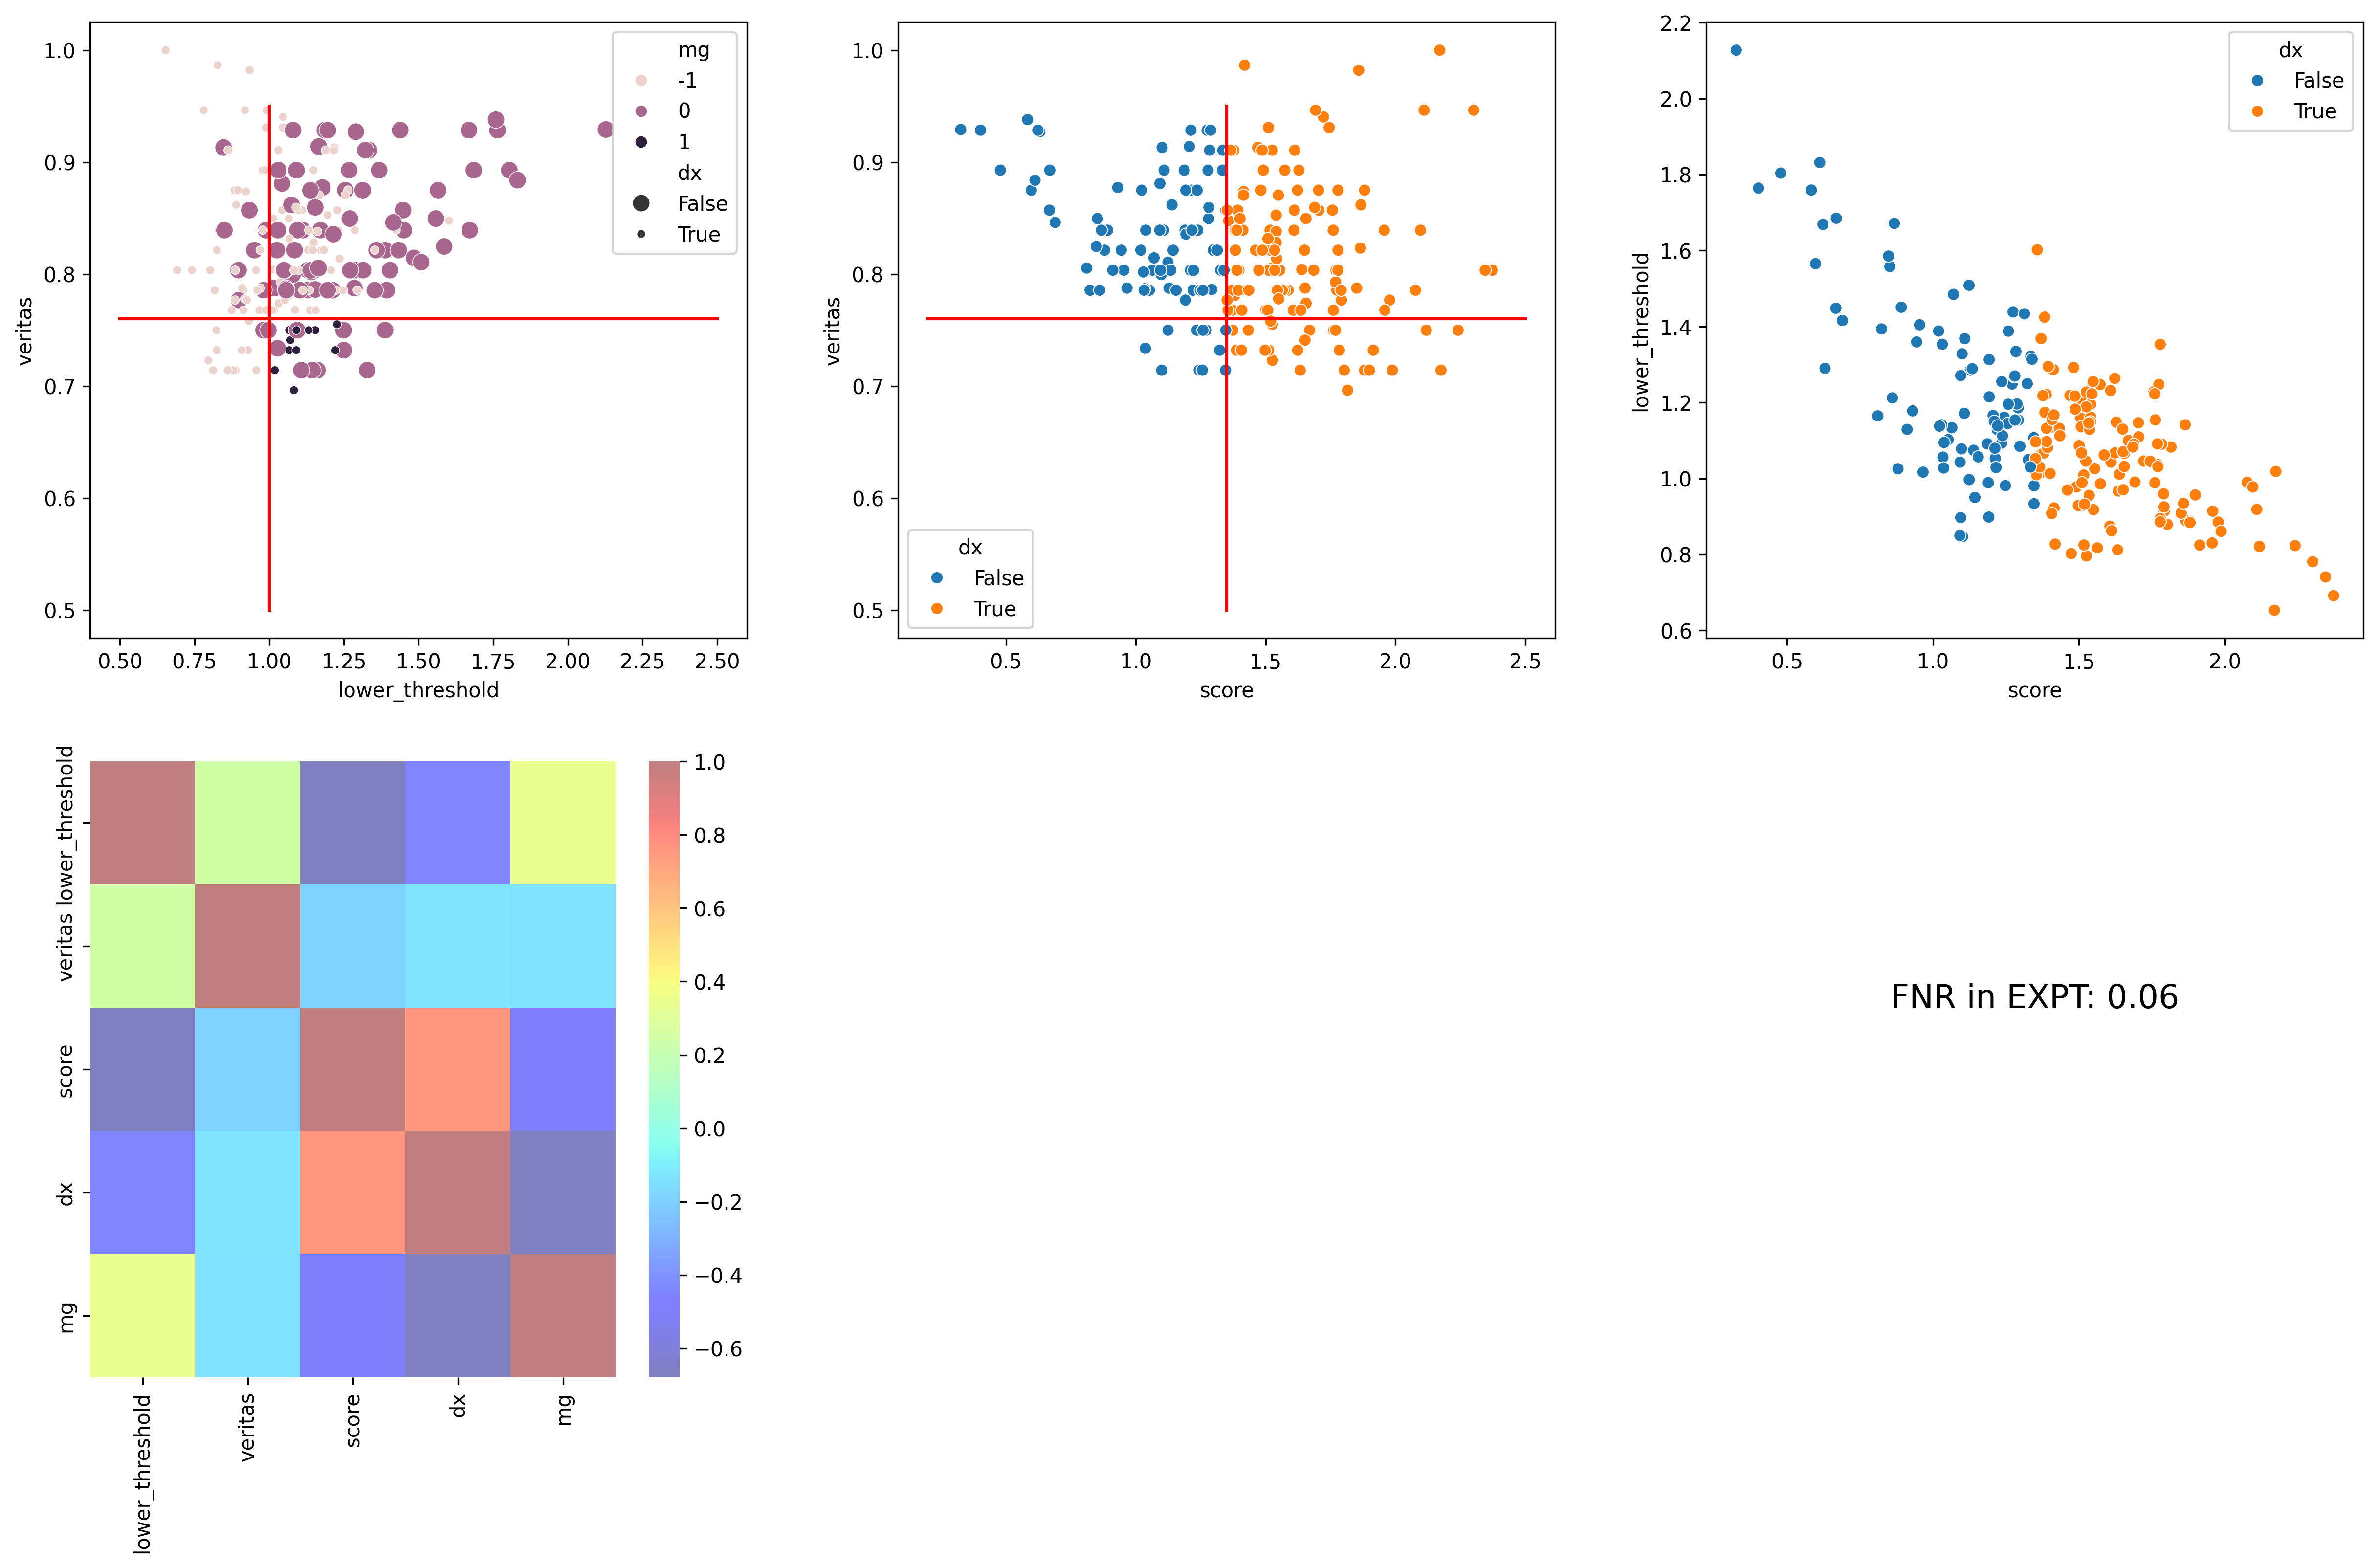 veritas
1.0
0.9
0.8
0.7
0.6
0.5
0.50 0.75 1.00 1.25 1.50 1.75 2.00 2.25 2.50
lower_threshold
mg
-1
0
1
dx
False
True
veritas
1.0
0.9
0.8
0.7
0.6
0.5
0.5 1.0 1.5 2.0 2.5
score
dx
False
True
lower_threshold
2.2
2.0
1.8
1.6
1.4
1.2
1.0
0.8
0.6
0.5 1.0 1.5 2.0
score
dx
False
True
lower_threshold
veritas
score
dx
mg
lower_threshold
veritas
score
dx
mg
1.0
0.8
0.6
0.4
0.2
0.0
−0.2
−0.4
−0.6
FNR in EXPT: 0.06